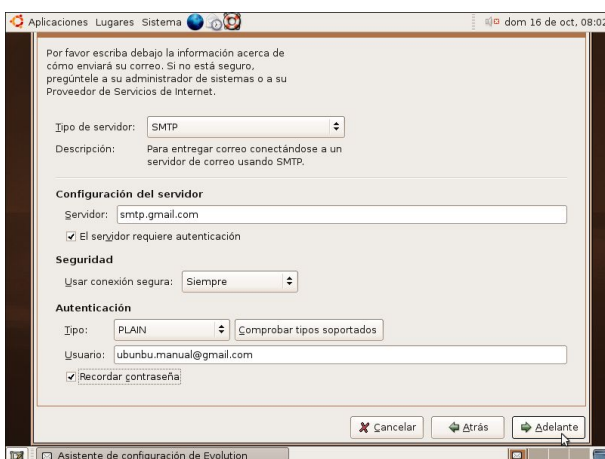 Aplicaciones Lugares Sistema dom 16 de oct, 08:02
Por favor escriba debajo la información acerca de
cómo enviará su correo. Si no está seguro,
pregúntele a su administrador de sistemas o a su
Proveedor de Servicios de Internet.
Tipo de servidor: SMTP
Descripción: Para entregar correo conectándose a un
servidor de correo usando SMTP.
Configuración del servidor
Servidor: smtp.gmail.com
El servidor requiere autenticación
Seguridad
Usar conexión segura: Siempre
Autenticación
Tipo: PLAIN Comprobar tipos soportados
Usuario: ubunbu.manual@gmail.com
Recordar contraseña
Cancelar Atrás Adelante
Asistente de configuración de Evolution